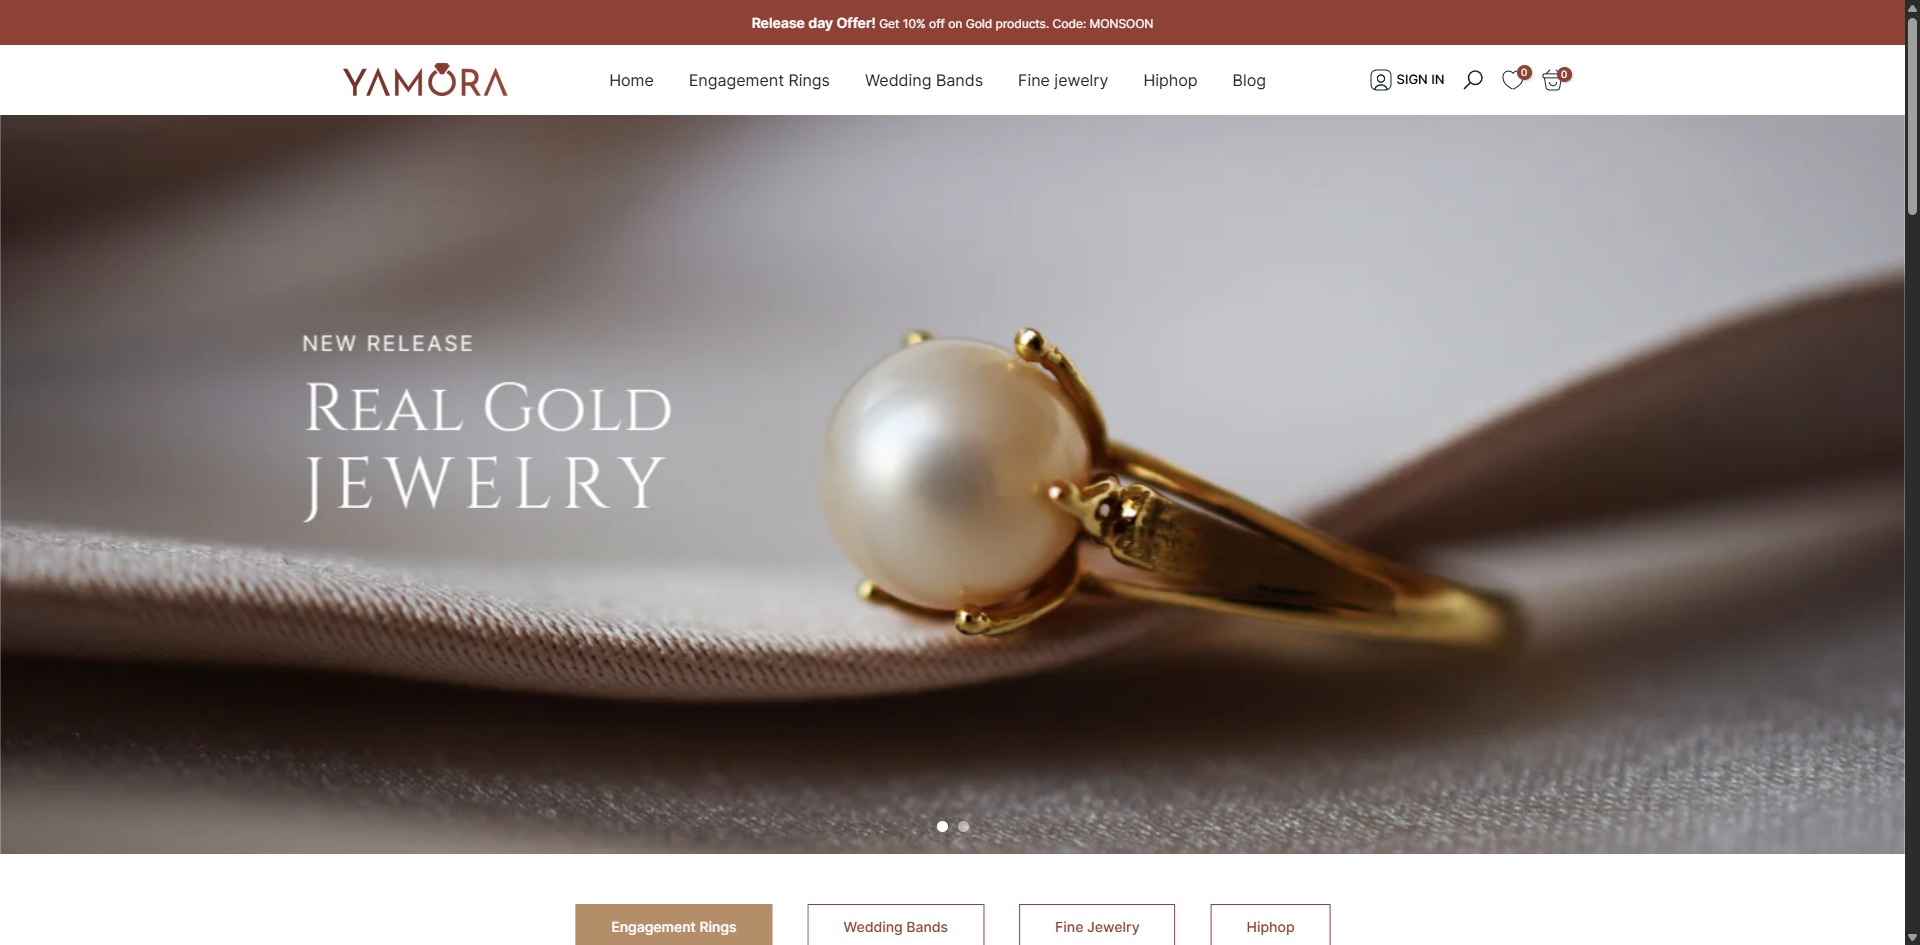 Release day Offer! Get 10% off on Gold products. Code: MONSOON
YAMORA
Home Engagement Rings Wedding Bands Fine jewelry Hiphop Blog
SIGN IN 0 0
NEW RELEASE
REAL GOLD
JEWELRY
Engagement Rings Wedding Bands Fine Jewelry Hiphop